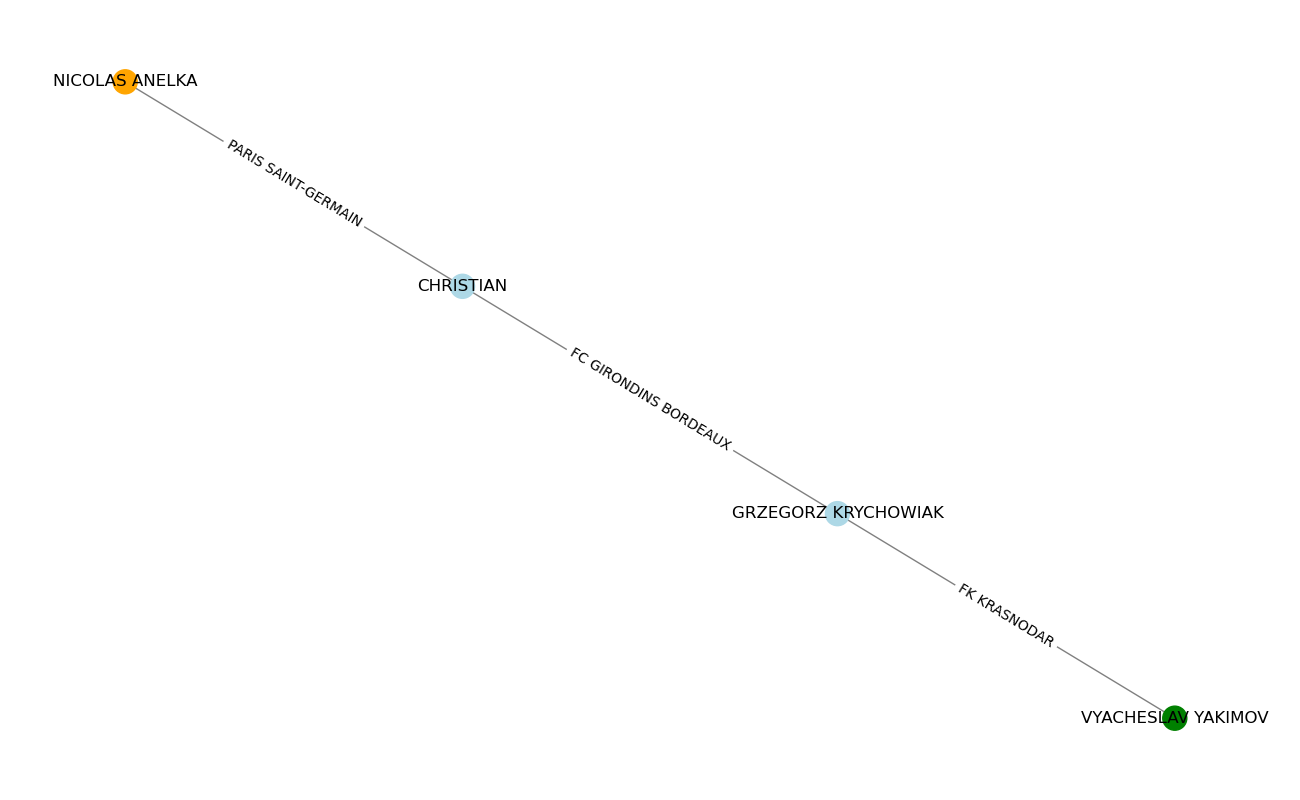 NICOLAS ANELKA
PARIS SAINT-GERMAIN
CHRISTIAN
FC GIRONDINS BORDEAUX
GRZEGORZ KRYCHOWIAK
FK KRASNODAR
VYACHESLAV YAKIMOV